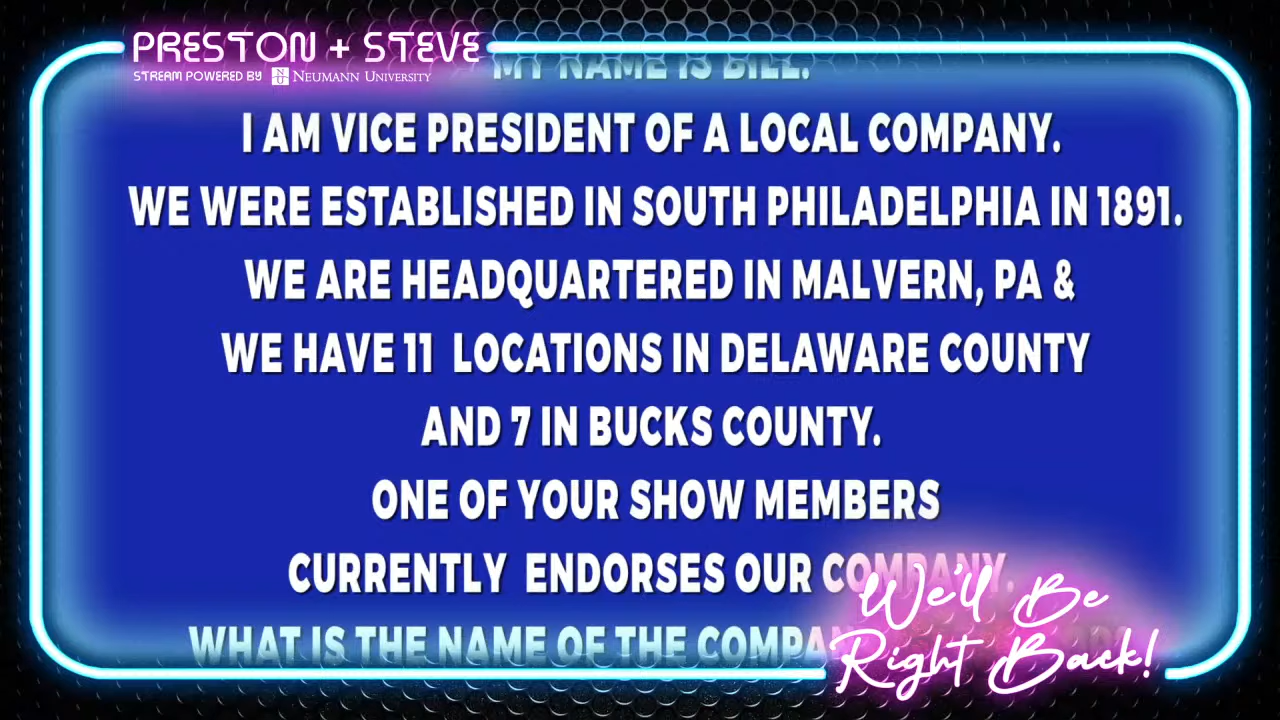 PRESTON + STEVE
STREAM POWERED BY NU NEUMANN UNIVERSITY
MY NAME IS BILL.
I AM VICE PRESIDENT OF A LOCAL COMPANY.
WE WERE ESTABLISHED IN SOUTH PHILADELPHIA IN 1891.
WE ARE HEADQUARTERED IN MALVERN, PA &
WE HAVE 11 LOCATIONS IN DELAWARE COUNTY
AND 7 IN BUCKS COUNTY.
ONE OF YOUR SHOW MEMBERS
CURRENTLY ENDORSES OUR COMPANY.
WHAT IS THE NAME OF THE
We'll Be
Right Back!